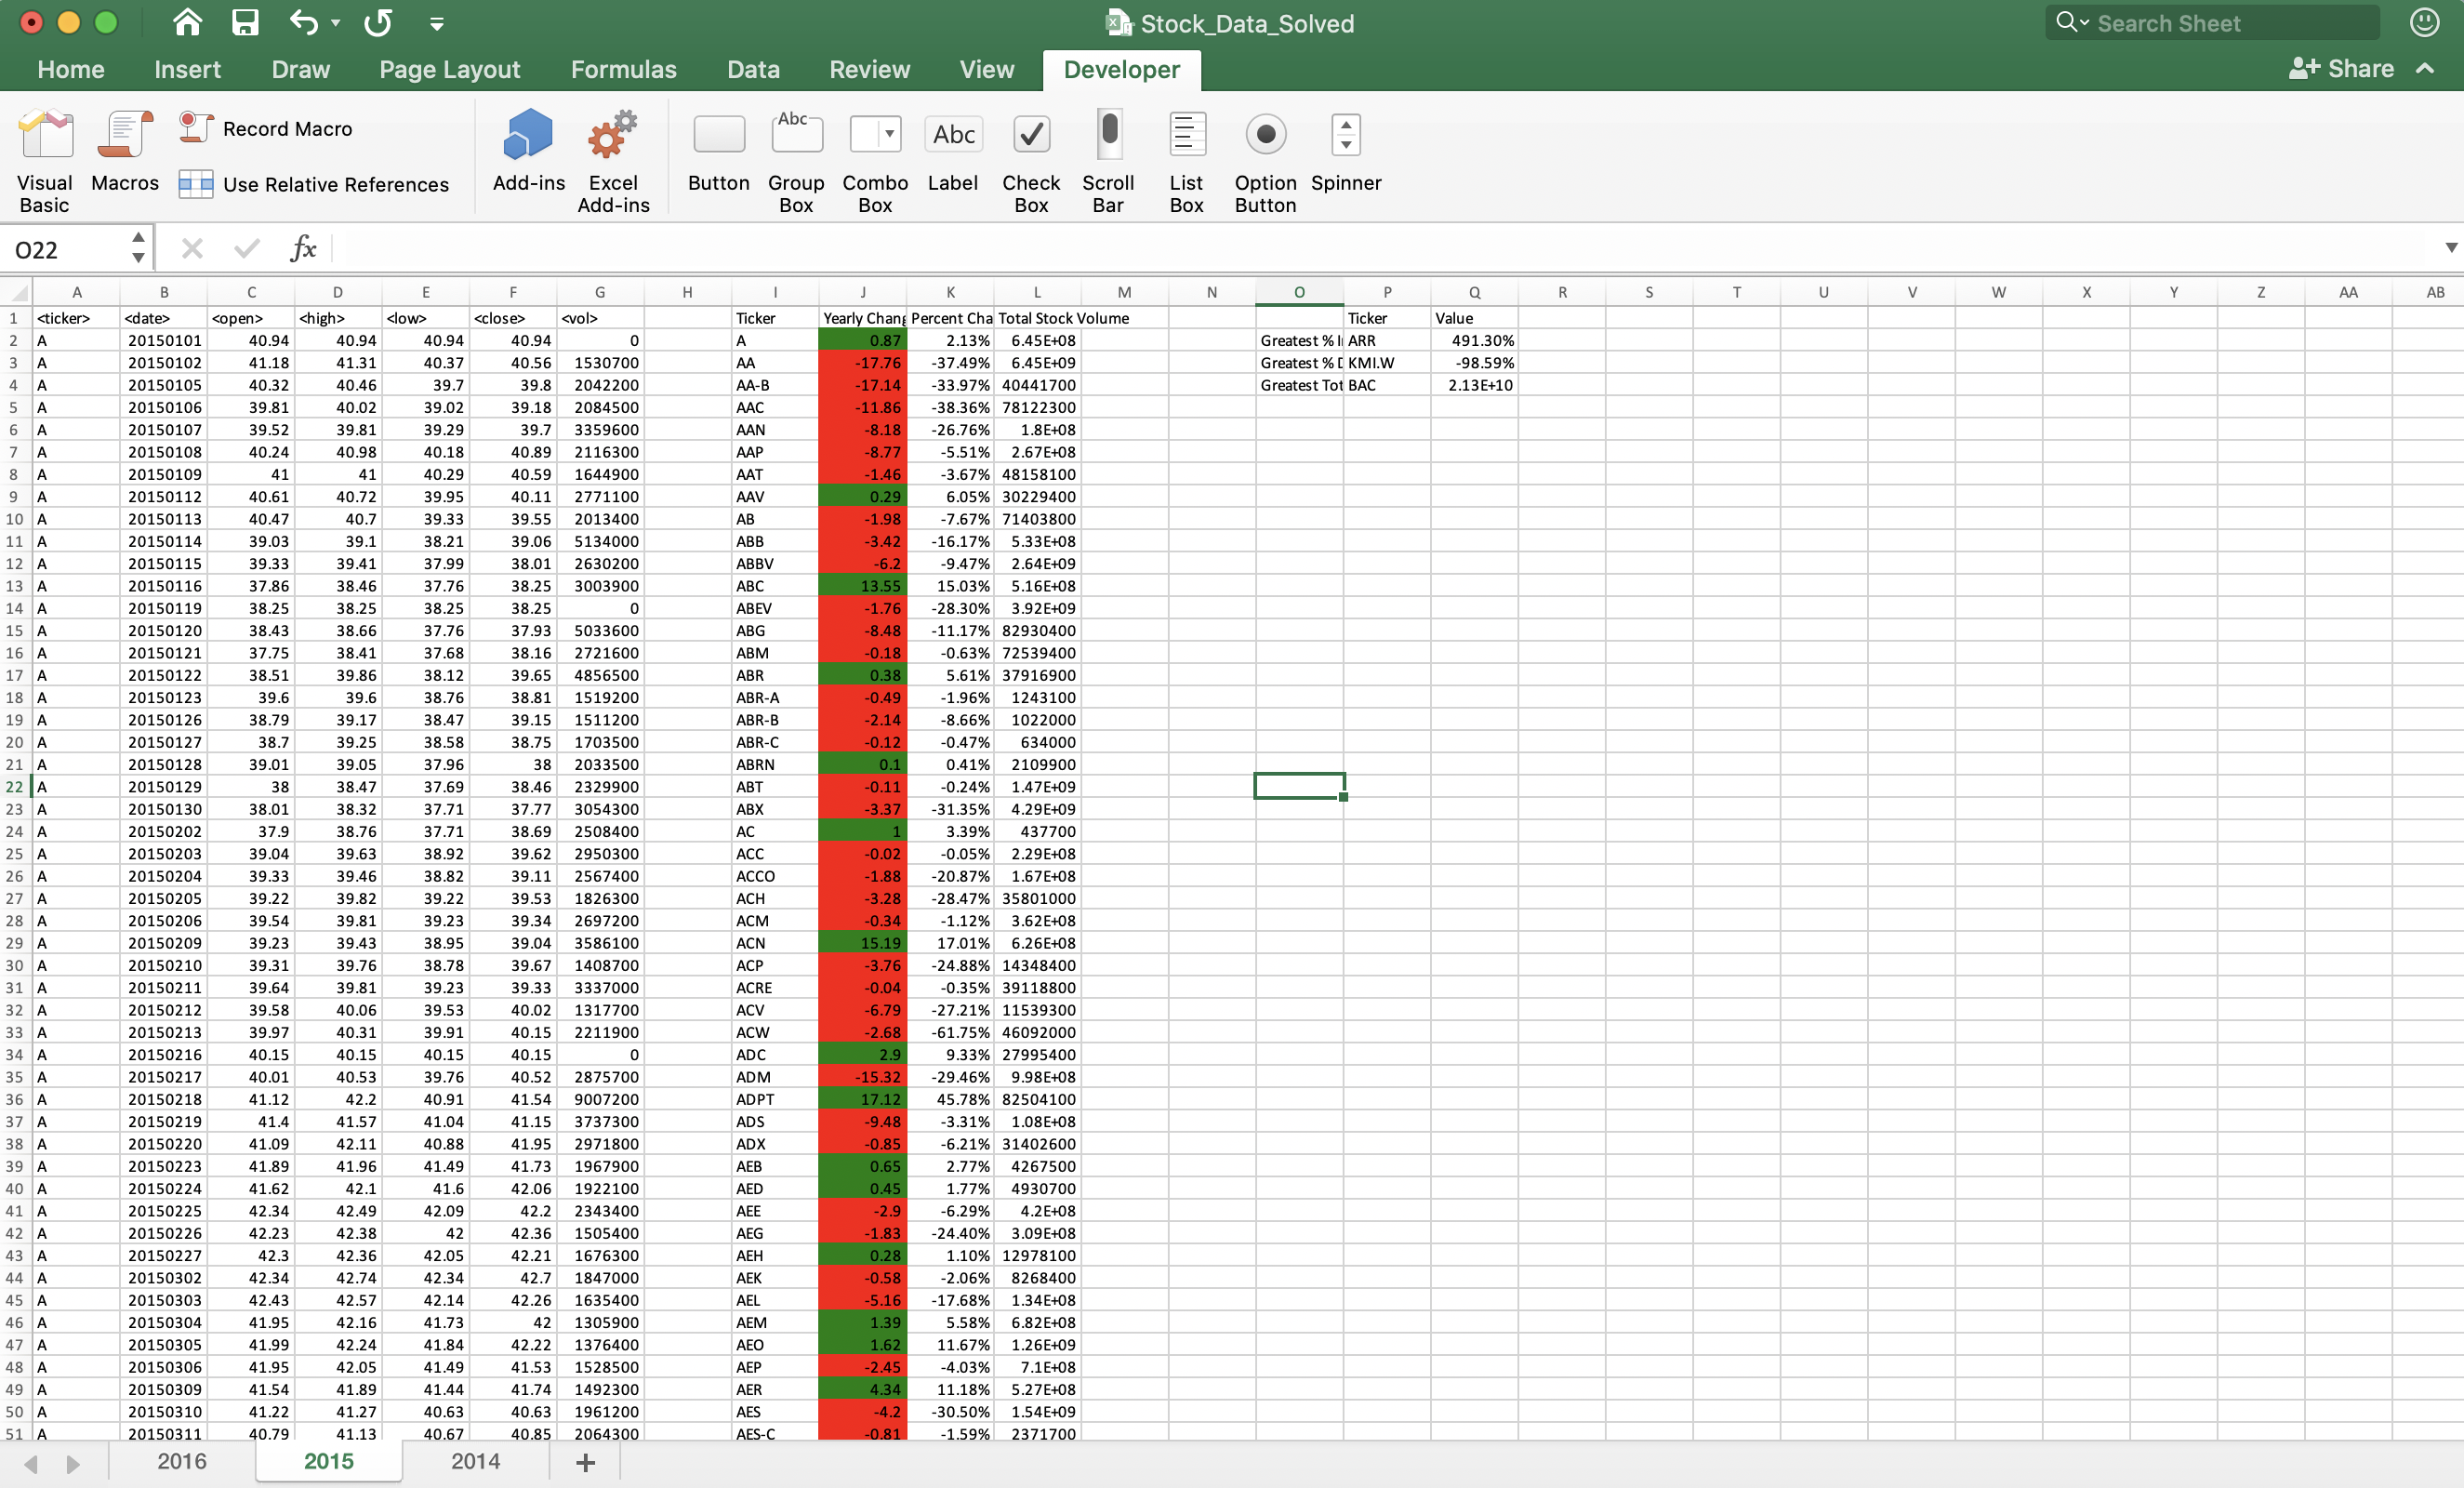 Stock_Data_Solved
Search Sheet
Home Insert Draw Page Layout Formulas Data Review View Developer Share
Visual Basic
Macros
Record Macro
Use Relative References
Add-ins
Excel Add-ins
Button
Group Box
Combo Box
Label
Check Box
Scroll Bar
List Box
Option Button
Spinner
Abc
Abc
O22 fx
A B C D E F G H I J K L M N O P Q R S T U V W X Y Z AA AB
1 <ticker> <date> <open> <high> <low> <close> <vol> Ticker Yearly Chang Percent Cha Total Stock Volume Ticker Value
2 A 20150101 40.94 40.94 40.94 40.94 0 A 0.87 2.13% 6.45E+08 Greatest % I ARR 491.30%
3 A 20150102 41.18 41.31 40.37 40.56 1530700 AA -17.76 -37.49% 6.45E+09 Greatest % D KMI.W -98.59%
4 A 20150105 40.32 40.46 39.7 39.8 2042200 AA-B -17.14 -33.97% 40441700 Greatest Tot BAC 2.13E+10
5 A 20150106 39.81 40.02 39.02 39.18 2084500 AAC -11.86 -38.36% 78122300
6 A 20150107 39.52 39.81 39.29 39.7 3359600 AAN -8.18 -26.76% 1.8E+08
7 A 20150108 40.24 40.98 40.18 40.89 2116300 AAP -8.77 -5.51% 2.67E+08
8 A 20150109 41 41 40.29 40.59 1644900 AAT -1.46 -3.67% 48158100
9 A 20150112 40.61 40.72 39.95 40.11 2771100 AAV 0.29 6.05% 30229400
10 A 20150113 40.47 40.7 39.33 39.55 2013400 AB -1.98 -7.67% 71403800
11 A 20150114 39.03 39.1 38.21 39.06 5134000 ABB -3.42 -16.17% 5.33E+08
12 A 20150115 39.33 39.41 37.99 38.01 2630200 ABBV -6.2 -9.47% 2.64E+09
13 A 20150116 37.86 38.46 37.76 38.25 3003900 ABC 13.55 15.03% 5.16E+08
14 A 20150119 38.25 38.25 38.25 38.25 0 ABEV -1.76 -28.30% 3.92E+09
15 A 20150120 38.43 38.66 37.76 37.93 5033600 ABG -8.48 -11.17% 82930400
16 A 20150121 37.75 38.41 37.68 38.16 2721600 ABM -0.18 -0.63% 72539400
17 A 20150122 38.51 39.86 38.12 39.65 4856500 ABR 0.38 5.61% 37916900
18 A 20150123 39.6 39.6 38.76 38.81 1519200 ABR-A -0.49 -1.96% 1243100
19 A 20150126 38.79 39.17 38.47 39.15 1511200 ABR-B -2.14 -8.66% 1022000
20 A 20150127 38.7 39.25 38.58 38.75 1703500 ABR-C -0.12 -0.47% 634000
21 A 20150128 39.01 39.05 37.96 38 2033500 ABRN 0.1 0.41% 2109900
22 A 20150129 38 38.47 37.69 38.46 2329900 ABT -0.11 -0.24% 1.47E+09
23 A 20150130 38.01 38.32 37.71 37.77 3054300 ABX -3.37 -31.35% 4.29E+09
24 A 20150202 37.9 38.76 37.71 38.69 2508400 AC 1 3.39% 437700
25 A 20150203 39.04 39.63 38.92 39.62 2950300 ACC -0.02 -0.05% 2.29E+08
26 A 20150204 39.33 39.46 38.82 39.11 2567400 ACCO -1.88 -20.87% 1.67E+08
27 A 20150205 39.22 39.82 39.22 39.53 1826300 ACH -3.28 -28.47% 35801000
28 A 20150206 39.54 39.81 39.23 39.34 2697200 ACM -0.34 -1.12% 3.62E+08
29 A 20150209 39.23 39.43 38.95 39.04 3586100 ACN 15.19 17.01% 6.26E+08
30 A 20150210 39.31 39.76 38.78 39.67 1408700 ACP -3.76 -24.88% 14348400
31 A 20150211 39.64 39.81 39.23 39.33 3337000 ACRE -0.04 -0.35% 39118800
32 A 20150212 39.58 40.06 39.53 40.02 1317700 ACV -6.79 -27.21% 11539300
33 A 20150213 39.97 40.31 39.91 40.15 2211900 ACW -2.68 -61.75% 46092000
34 A 20150216 40.15 40.15 40.15 40.15 0 ADC 2.9 9.33% 27995400
35 A 20150217 40.01 40.53 39.76 40.52 2875700 ADM -15.32 -29.46% 9.98E+08
36 A 20150218 41.12 42.2 40.91 41.54 9007200 ADPT 17.12 45.78% 82504100
37 A 20150219 41.4 41.57 41.04 41.15 3737300 ADS -9.48 -3.31% 1.08E+08
38 A 20150220 41.09 42.11 40.88 41.95 2971800 ADX -0.85 -6.21% 31402600
39 A 20150223 41.89 41.96 41.49 41.73 1967900 AEB 0.65 2.77% 4267500
40 A 20150224 41.62 42.1 41.6 42.06 1922100 AED 0.45 1.77% 4930700
41 A 20150225 42.34 42.49 42.09 42.2 2343400 AEE -2.9 -6.29% 4.2E+08
42 A 20150226 42.23 42.38 42 42.36 1505400 AEG -1.83 -24.40% 3.09E+08
43 A 20150227 42.3 42.36 42.05 42.21 1676300 AEH 0.28 1.10% 12978100
44 A 20150302 42.34 42.74 42.34 42.7 1847000 AEK -0.58 -2.06% 8268400
45 A 20150303 42.43 42.57 42.14 42.26 1635400 AEL -5.16 -17.68% 1.34E+08
46 A 20150304 41.95 42.16 41.73 42 1305900 AEM 1.39 5.58% 6.82E+08
47 A 20150305 41.99 42.24 41.84 42.22 1376400 AEO 1.62 11.67% 1.26E+09
48 A 20150306 41.95 42.05 41.49 41.53 1528500 AEP -2.45 -4.03% 7.1E+08
49 A 20150309 41.54 41.89 41.44 41.74 1492300 AER 4.34 11.18% 5.27E+08
50 A 20150310 41.22 41.27 40.63 40.63 1961200 AES -4.2 -30.50% 1.54E+09
51 A 20150311 40.79 41.13 40.67 40.85 2064300 AES-C -0.81 -1.59% 2371700
2016 2015 2014 +